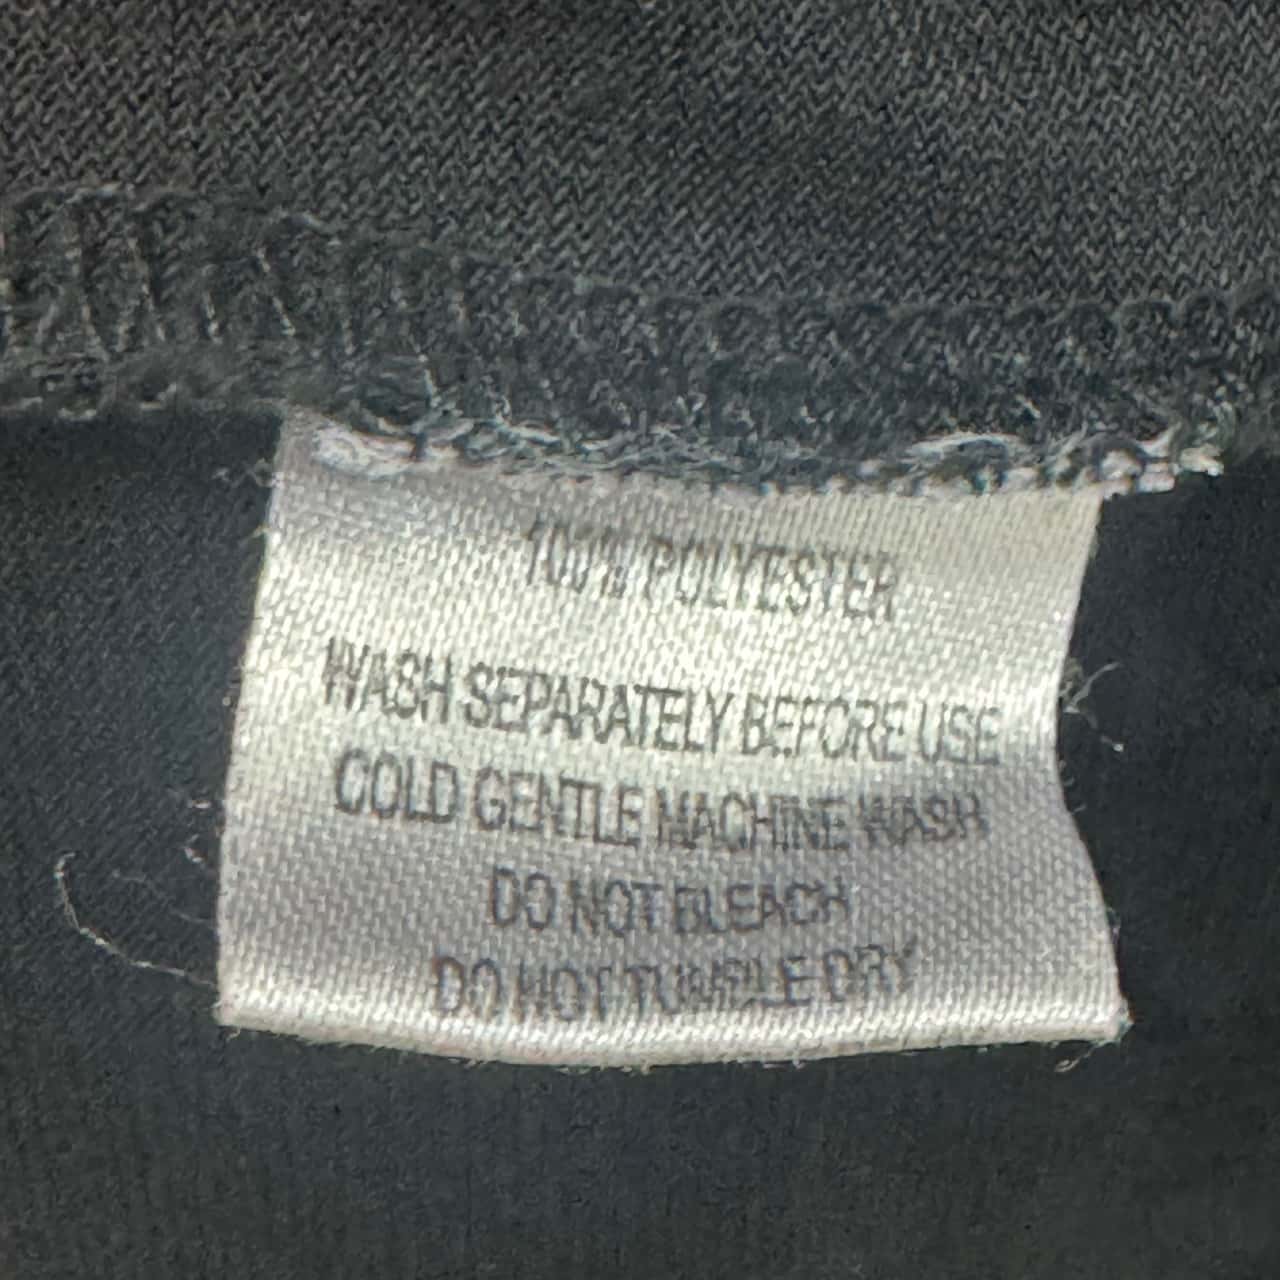 100% POLYESTER
WASH SEPARATELY BEFORE USE
COLD GENTLE MACHINE WASH
DO NOT BLEACH
DO NOT TUMBLE DRY